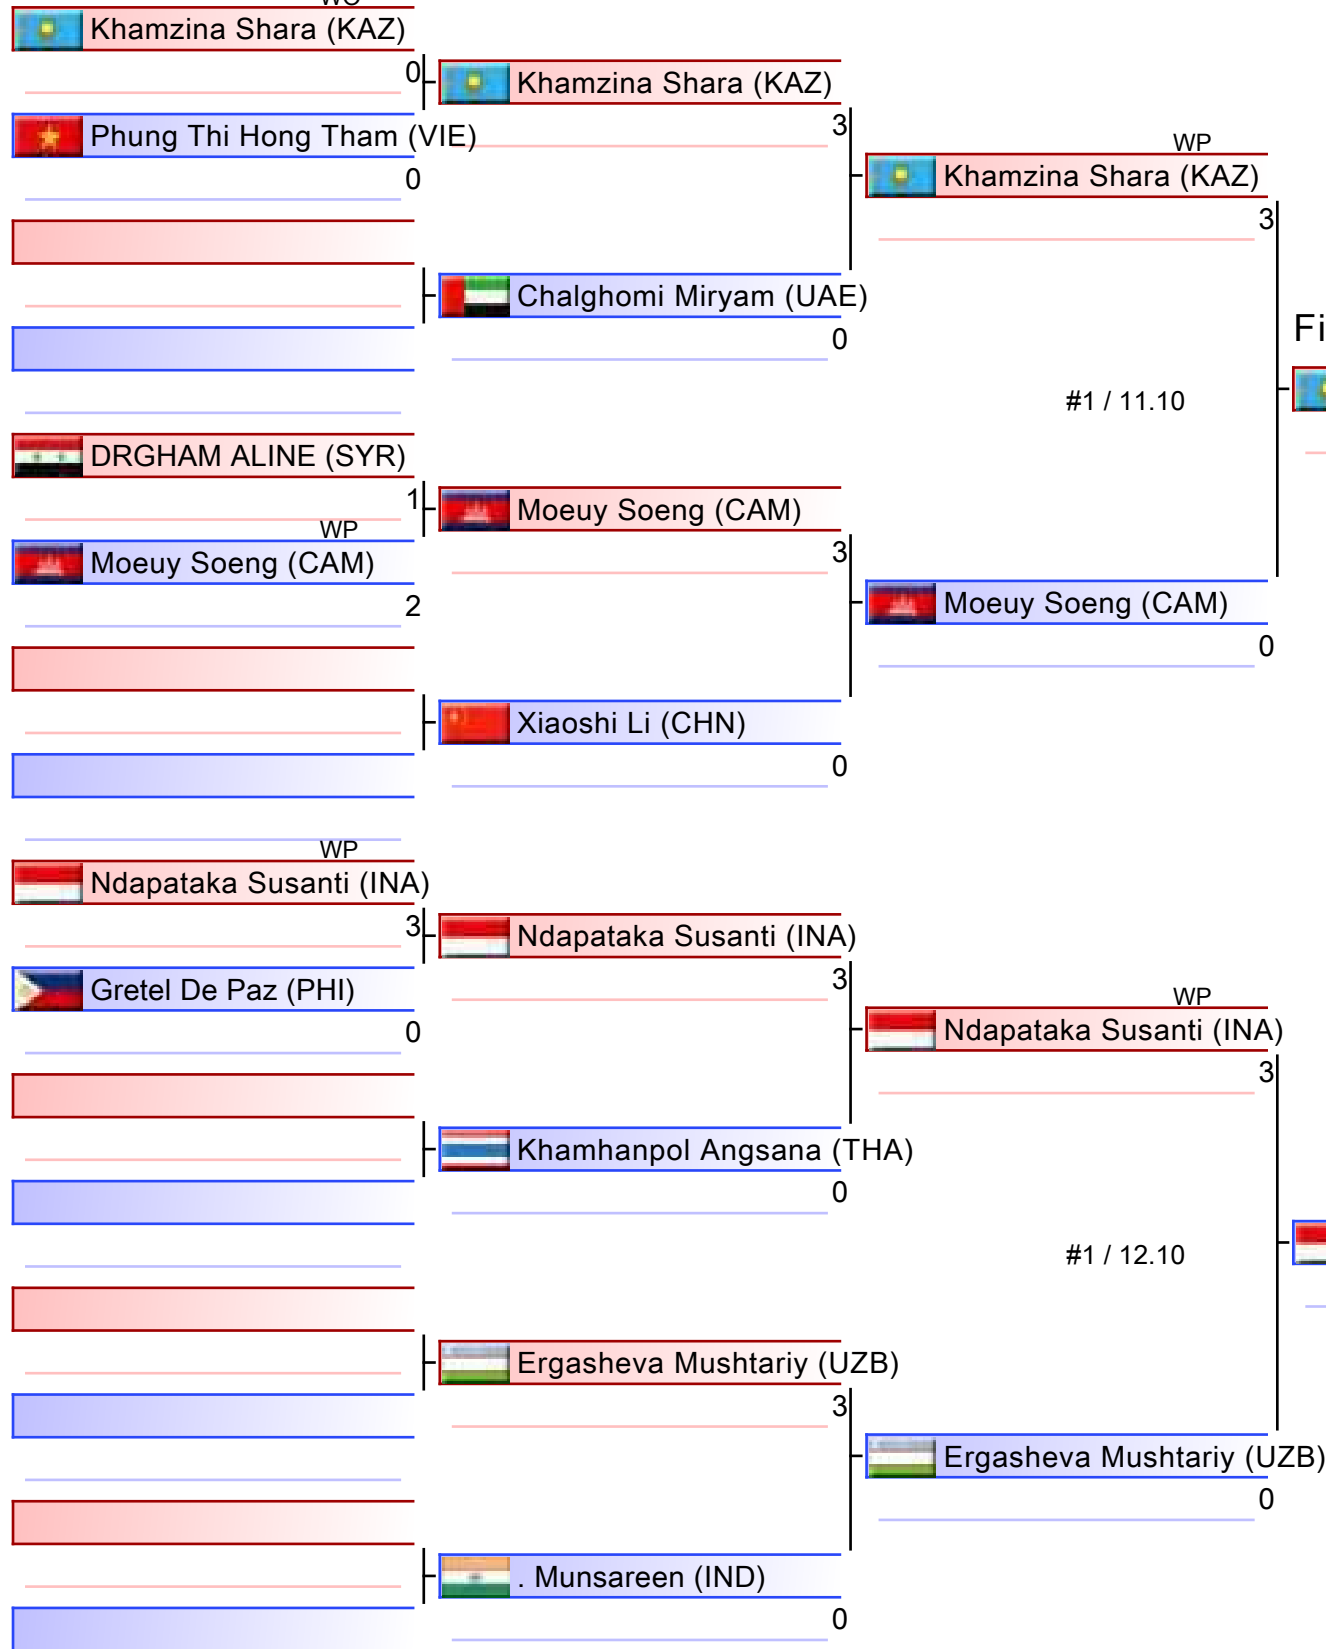 Khamzina Shara (KAZ)
0
Phung Thi Hong Tham (VIE)
0
DRGHAM ALINE (SYR)
1
WP
Moeuy Soeng (CAM)
2
WP
Ndapataka Susanti (INA)
3
Gretel De Paz (PHI)
0
Khamzina Shara (KAZ)
3
Chalghomi Miryam (UAE)
0
Moeuy Soeng (CAM)
3
Xiaoshi Li (CHN)
0
Ndapataka Susanti (INA)
3
Khamhanpol Angsana (THA)
0
Ergasheva Mushtariy (UZB)
3
. Munsareen (IND)
0
WP
Khamzina Shara (KAZ)
3
#1 / 11.10
Moeuy Soeng (CAM)
0
WP
Ndapataka Susanti (INA)
3
#1 / 12.10
Ergasheva Mushtariy (UZB)
0
Fi